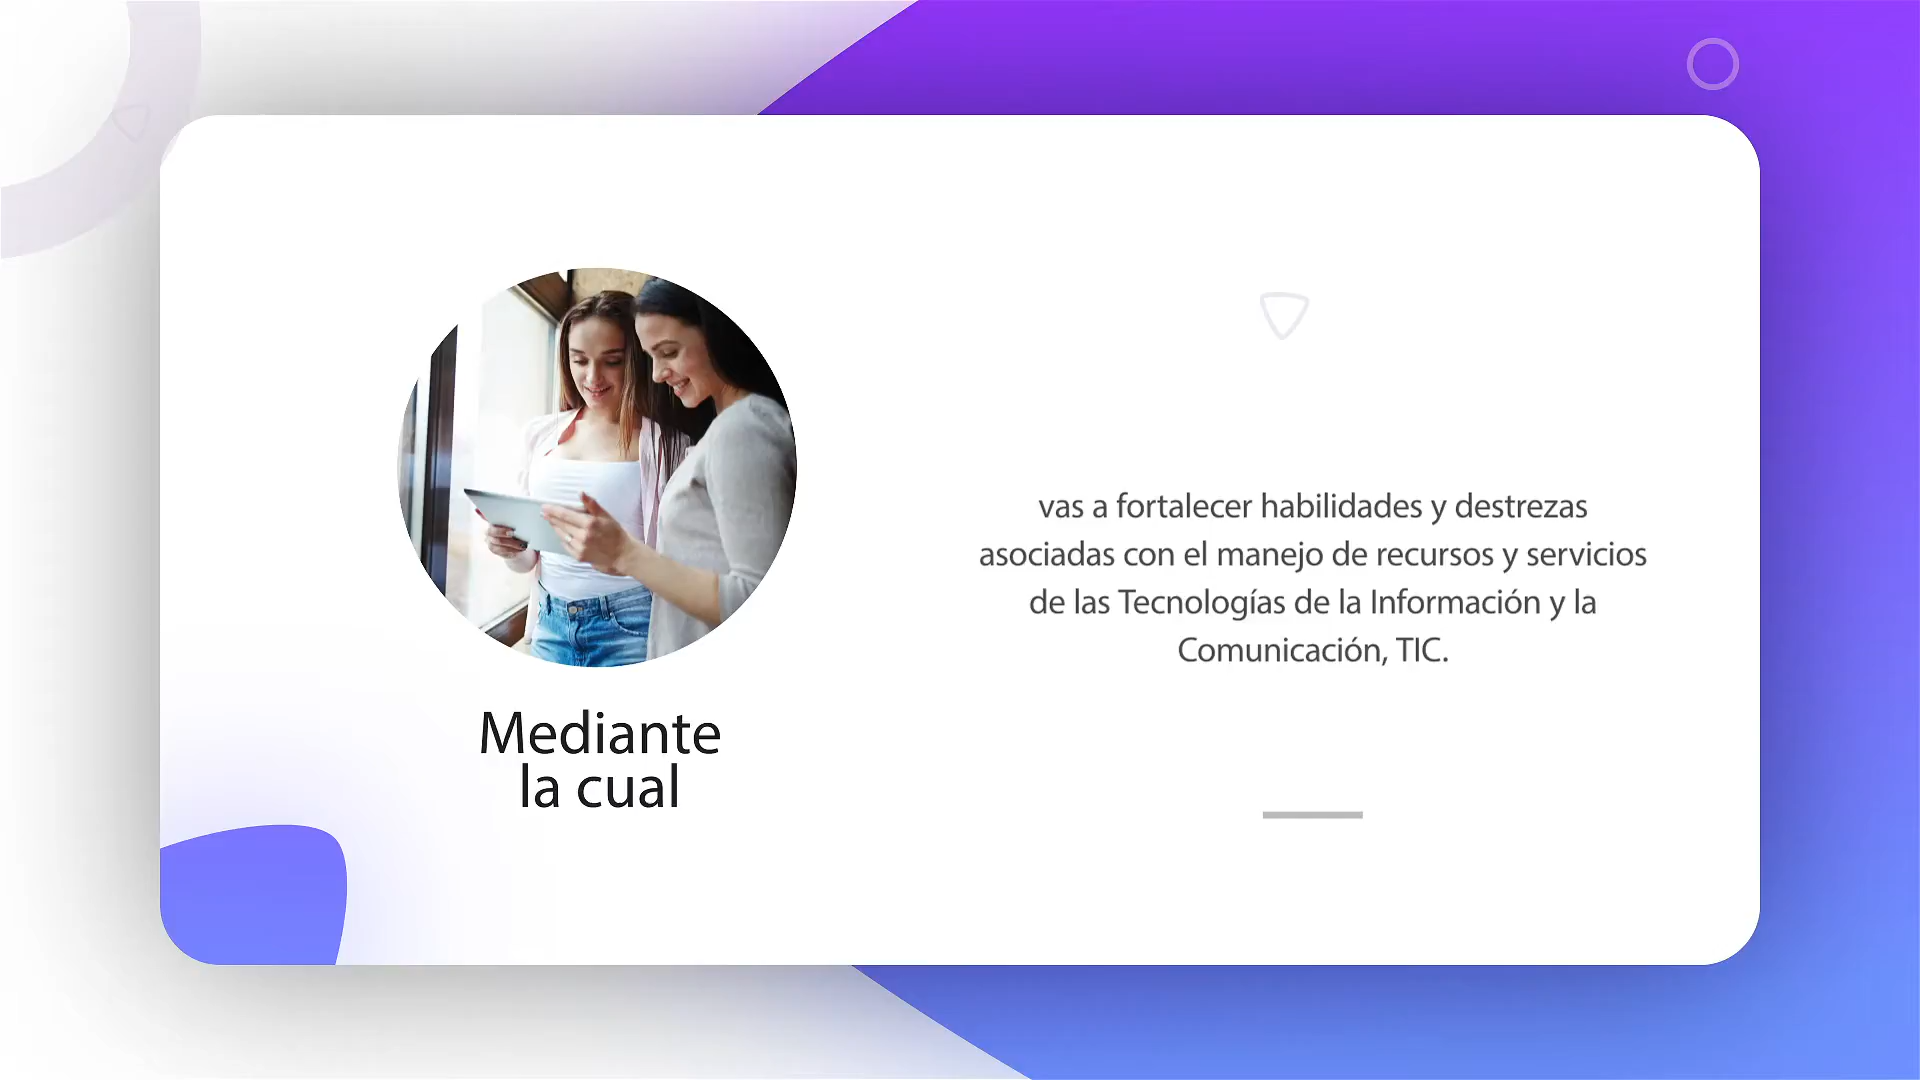 Mediante
la cual
vas a fortalecer habilidades y destrezas
asociadas con el manejo de recursos y servicios
de las Tecnologías de la Información y la
Comunicación, TIC.